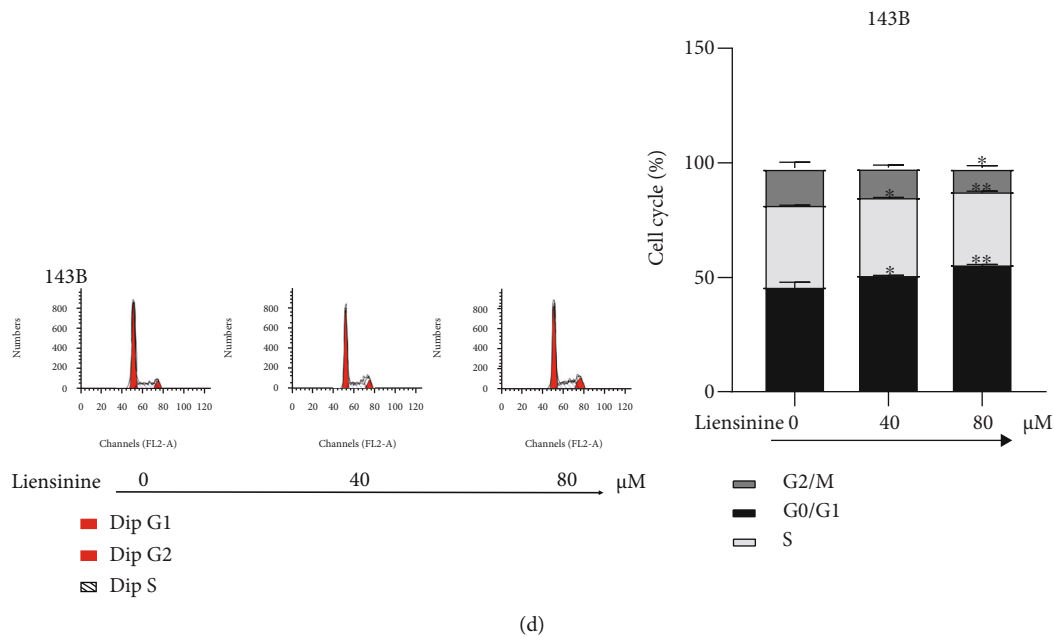 143B
Numbers
800
600
400
200
0
0 20 40 60 80 100 120
Channels (FL2-A)
Numbers
800
600
400
200
0
0 20 40 60 80 100 120
Channels (FL2-A)
Numbers
800
600
400
200
0
0 20 40 60 80 100 120
Channels (FL2-A)
Liensinine 0 40 80 μM
Dip G1
Dip G2
Dip S
143B
Cell cycle (%)
150
100
50
0
*
*
**
*
**
Liensinine 0 40 80 μM
G2/M
G0/G1
S
(d)